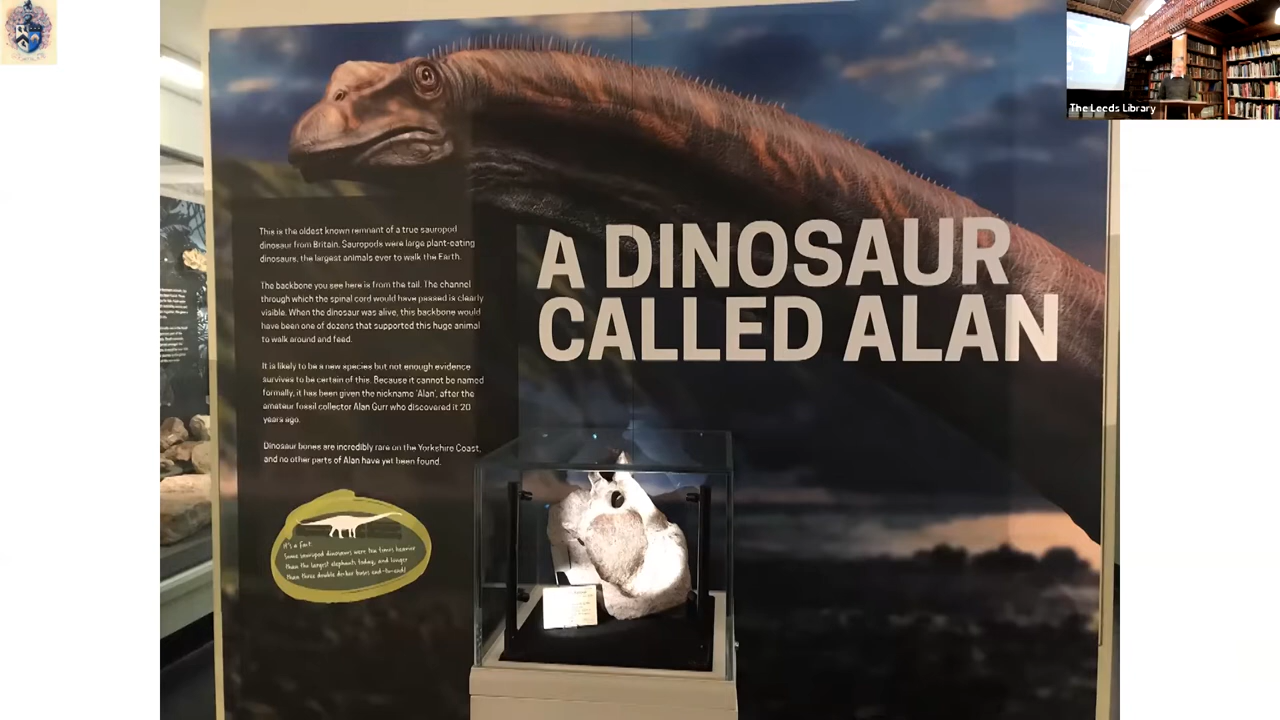 The Leeds Library
A DINOSAUR
CALLED ALAN
This is the oldest known remnant of a true sauropod
dinosaur from Britain. Sauropods were large plant-eating
dinosaurs, the largest animals ever to walk the Earth.
The backbone you see here is from the tail. The channel
through which the spinal cord would have passed is clearly
visible. When the dinosaur was alive, this backbone would
have been one of dozens that supported this huge animal
to walk around and feed.
It is likely to be a new species but not enough evidence
survives to be certain of this. Because it cannot be named
formally, it has been given the nickname 'Alan', after the
amateur fossil collector Alan Gurr who discovered it 20
years ago.
Dinosaur bones are incredibly rare on the Yorkshire Coast,
and no other parts of Alan have yet been found.
It's a fact
Some sauropod dinosaurs were ten times heavier
than the largest elephants today, and longer
than three double decker buses end-to-end!